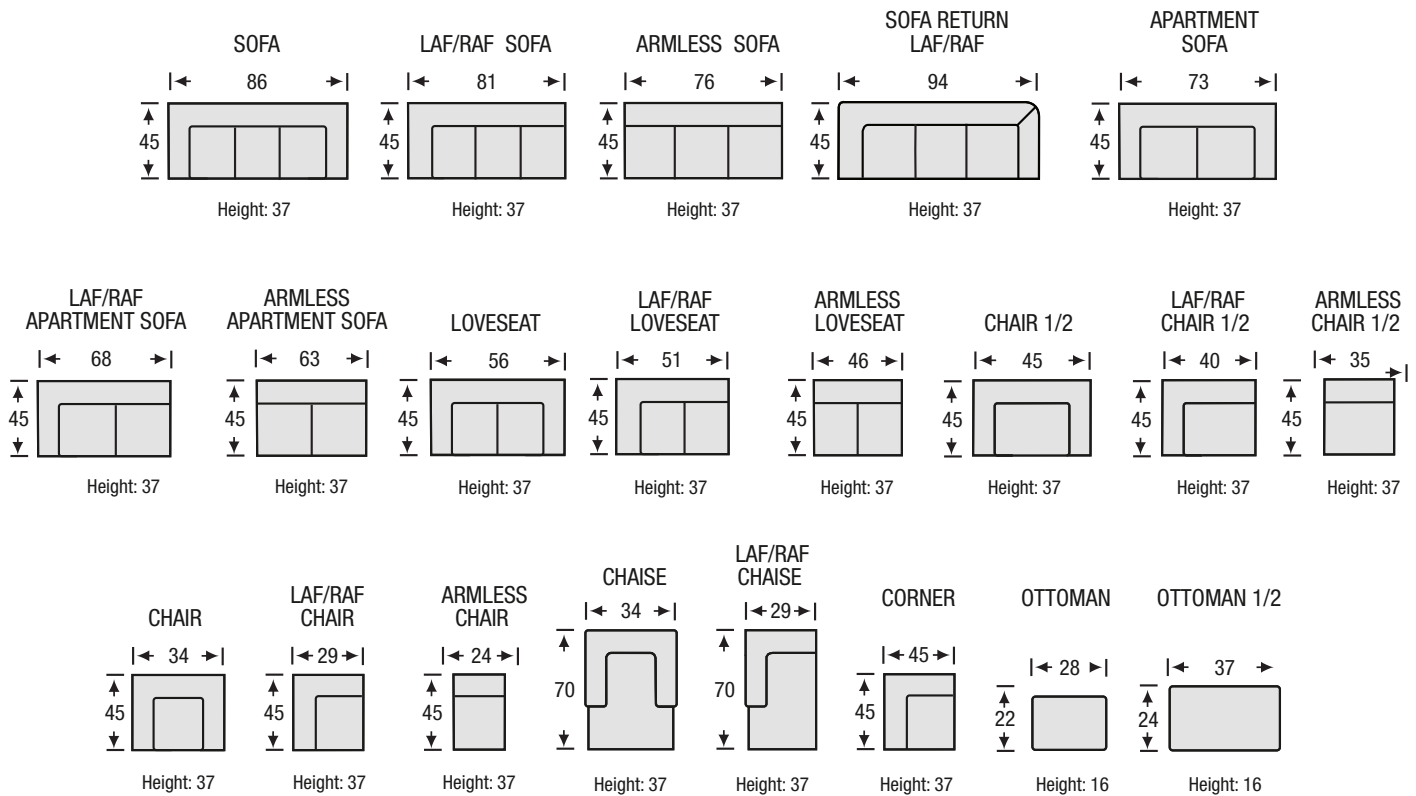 SOFA
86
45
Height: 37
LAF/RAF SOFA
81
45
Height: 37
ARMLESS SOFA
76
45
Height: 37
SOFA RETURN
LAF/RAF
94
45
Height: 37
APARTMENT
SOFA
73
45
Height: 37
LAF/RAF
APARTMENT SOFA
68
45
Height: 37
ARMLESS
APARTMENT SOFA
63
45
Height: 37
LOVESEAT
56
45
Height: 37
LAF/RAF
LOVESEAT
51
45
Height: 37
ARMLESS
LOVESEAT
46
45
Height: 37
CHAIR 1/2
45
45
Height: 37
LAF/RAF
CHAIR 1/2
40
45
Height: 37
ARMLESS
CHAIR 1/2
35
45
Height: 37
CHAIR
34
45
Height: 37
LAF/RAF
CHAIR
29
45
Height: 37
ARMLESS
CHAIR
24
45
Height: 37
CHAISE
34
70
Height: 37
LAF/RAF
CHAISE
29
70
Height: 37
CORNER
45
45
Height: 37
OTTOMAN
28
22
Height: 16
OTTOMAN 1/2
37
24
Height: 16